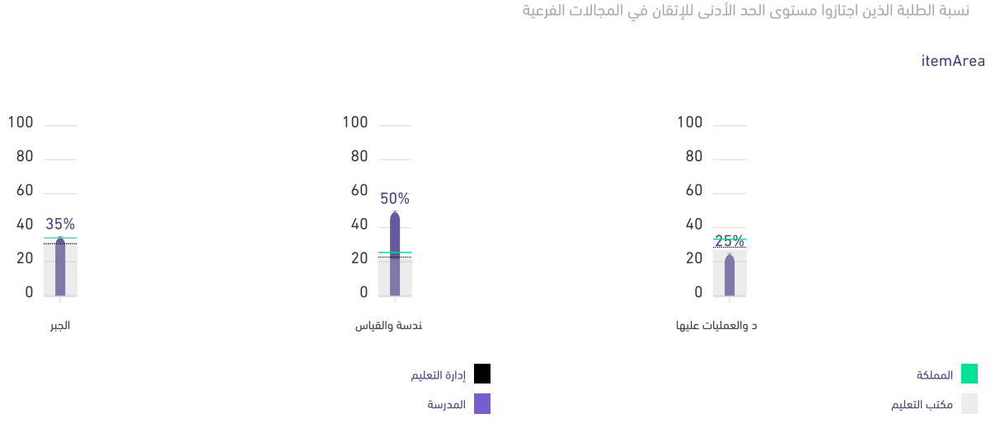 نسبة الطلبة الذين اجتازوا مستوى الحد الأدنى للإتقان في المجالات الفرعية
itemArea
100
80
60
40
20
0
25%
د والعمليات عليها
100
80
60
40
20
0
50%
ندسة والقياس
100
80
60
40
20
0
35%
الجبر
المملكة
إدارة التعليم
مكتب التعليم
المدرسة